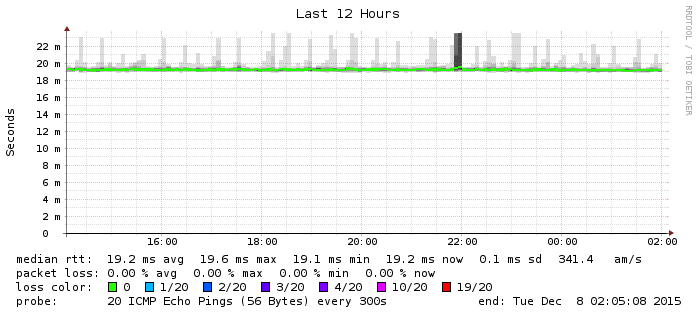 Last 12 Hours
RRDTOOL / TOBI OETIKER
Seconds
22 m
20 m
18 m
16 m
14 m
12 m
10 m
8 m
6 m
4 m
2 m
0
16:00 18:00 20:00 22:00 00:00 02:00
median rtt: 19.2 ms avg 19.6 ms max 19.1 ms min 19.2 ms now 0.1 ms sd 341.4 am/s
packet loss: 0.00 % avg 0.00 % max 0.00 % min 0.00 % now
loss color: 0 1/20 2/20 3/20 4/20 10/20 19/20
probe: 20 ICMP Echo Pings (56 Bytes) every 300s end: Tue Dec 8 02:05:08 2015